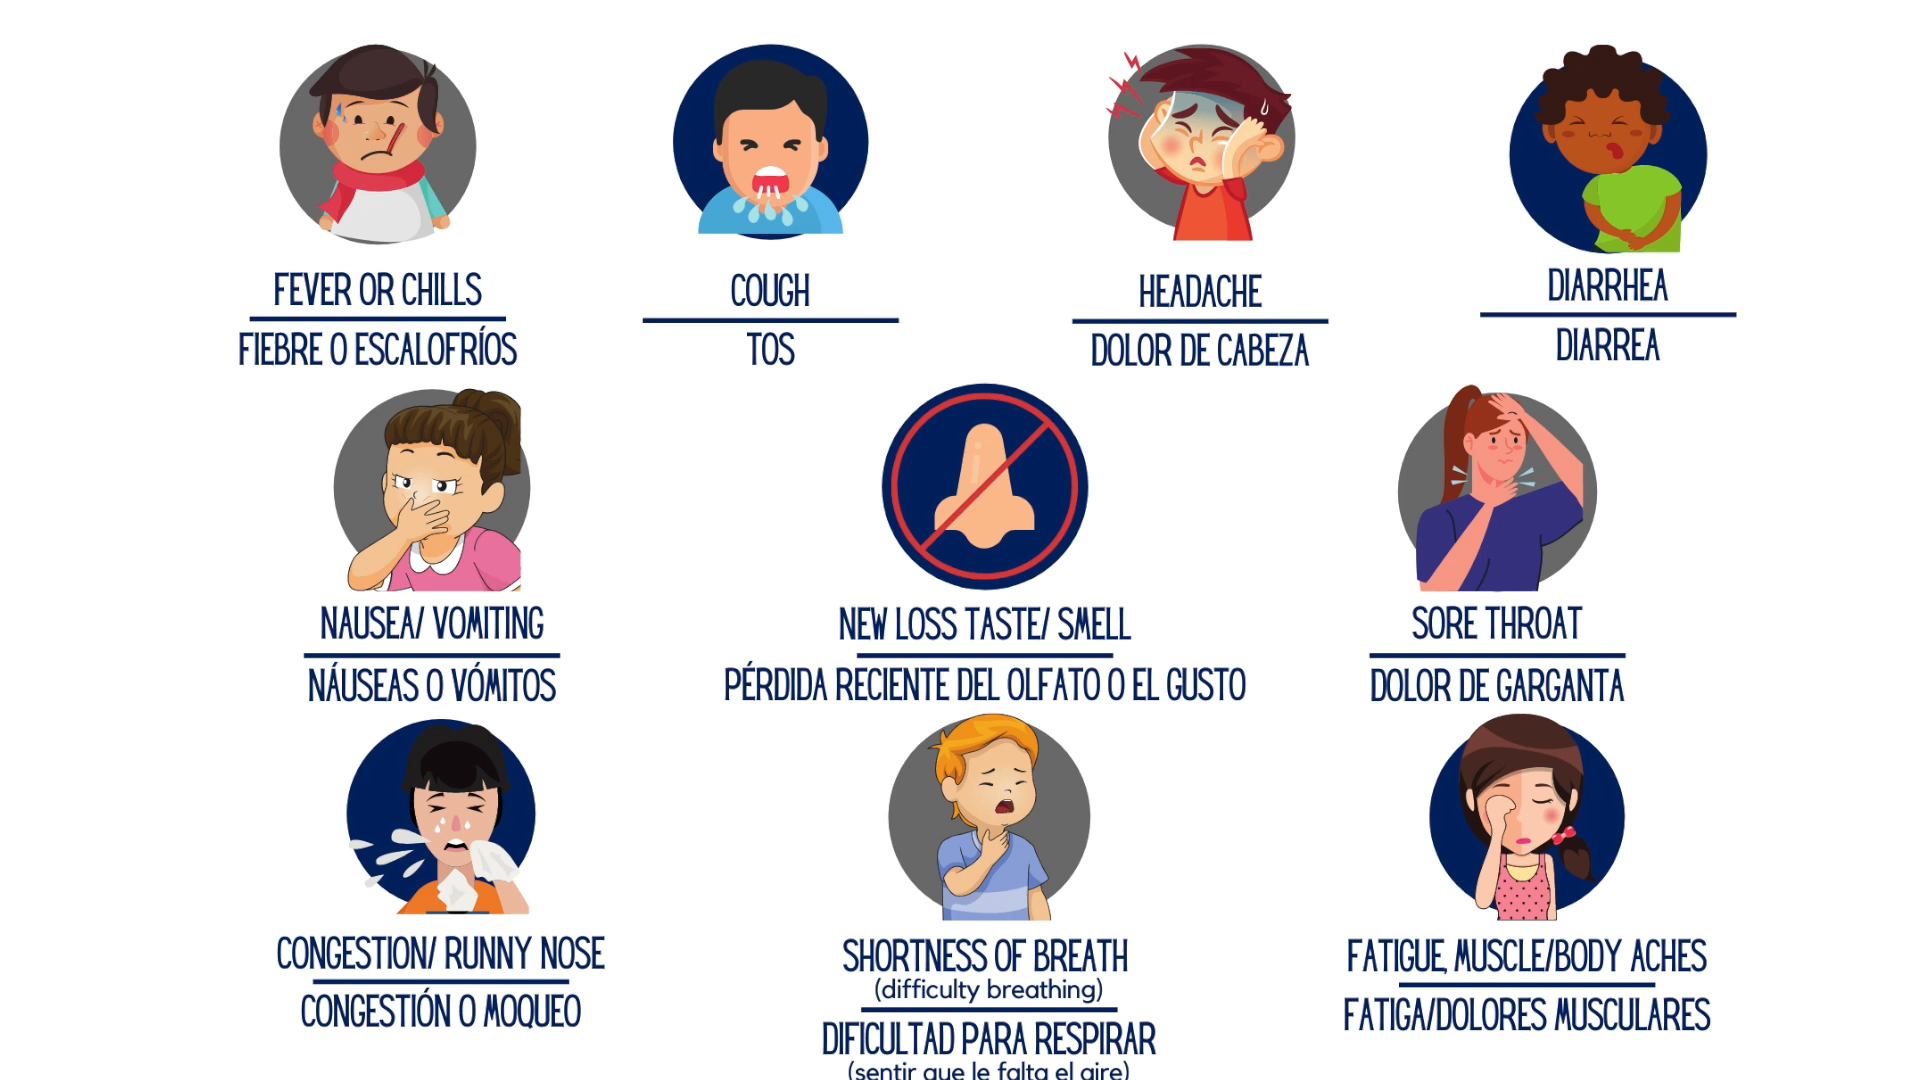 FEVER OR CHILLS
FIEBRE O ESCALOFRÍOS
COUGH
TOS
HEADACHE
DOLOR DE CABEZA
DIARRHEA
DIARREA
NAUSEA/ VOMITING
NÁUSEAS O VÓMITOS
NEW LOSS TASTE/ SMELL
PÉRDIDA RECIENTE DEL OLFATO O EL GUSTO
SORE THROAT
DOLOR DE GARGANTA
CONGESTION/ RUNNY NOSE
CONGESTIÓN O MOQUEO
SHORTNESS OF BREATH
(difficulty breathing)
DIFICULTAD PARA RESPIRAR
(sentir que le falta el aire)
FATIGUE, MUSCLE/BODY ACHES
FATIGA/DOLORES MUSCULARES